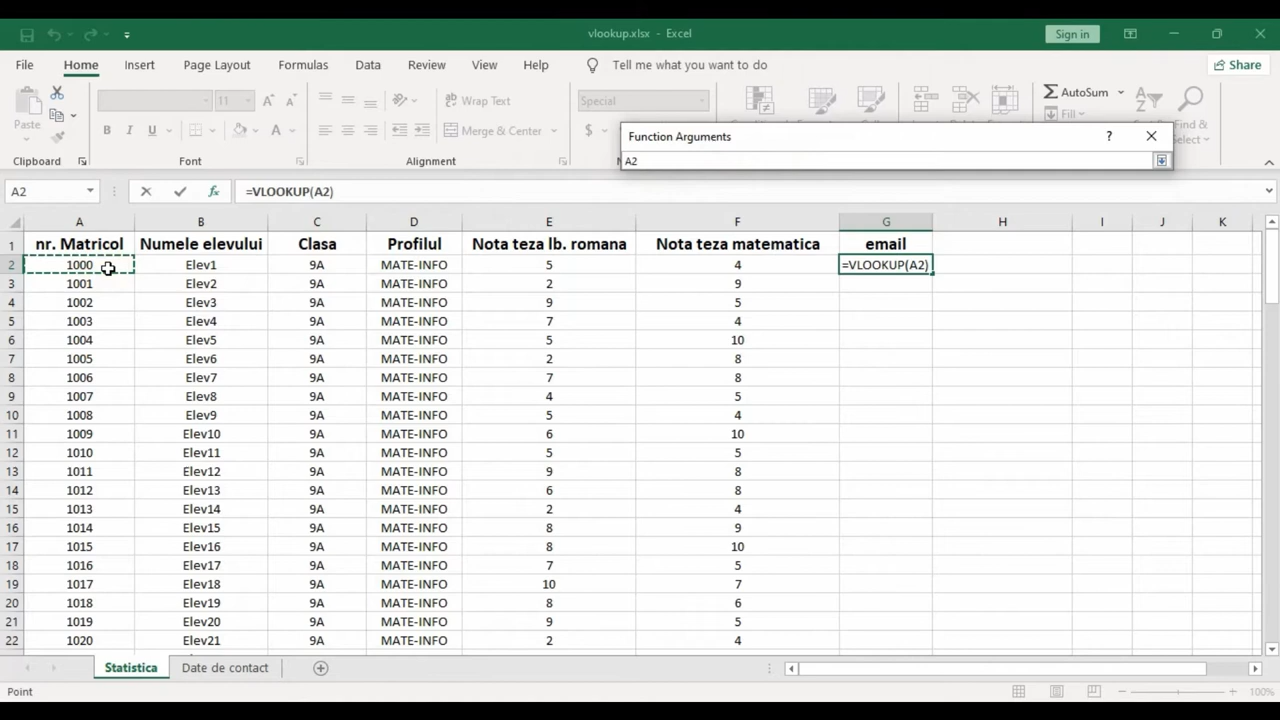 vlookup.xlsx - Excel
Sign in
File Home Insert Page Layout Formulas Data Review View Help Tell me what you want to do Share
Paste
Clipboard
11
B I U
Font
Wrap Text
Merge & Center
Alignment
Special
$
AutoSum
Fill
Find &
Select
Function Arguments
A2
A2
=VLOOKUP(A2)
A B C D E F G H I J K
1 nr. Matricol Numele elevului Clasa Profilul Nota teza lb. romana Nota teza matematica email
2 1000 Elev1 9A MATE-INFO 5 4 =VLOOKUP(A2)
3 1001 Elev2 9A MATE-INFO 2 9
4 1002 Elev3 9A MATE-INFO 9 5
5 1003 Elev4 9A MATE-INFO 7 4
6 1004 Elev5 9A MATE-INFO 5 10
7 1005 Elev6 9A MATE-INFO 2 8
8 1006 Elev7 9A MATE-INFO 7 8
9 1007 Elev8 9A MATE-INFO 4 5
10 1008 Elev9 9A MATE-INFO 5 4
11 1009 Elev10 9A MATE-INFO 6 10
12 1010 Elev11 9A MATE-INFO 5 5
13 1011 Elev12 9A MATE-INFO 9 8
14 1012 Elev13 9A MATE-INFO 6 8
15 1013 Elev14 9A MATE-INFO 2 4
16 1014 Elev15 9A MATE-INFO 8 9
17 1015 Elev16 9A MATE-INFO 8 10
18 1016 Elev17 9A MATE-INFO 7 5
19 1017 Elev18 9A MATE-INFO 10 7
20 1018 Elev19 9A MATE-INFO 8 6
21 1019 Elev20 9A MATE-INFO 9 5
22 1020 Elev21 9A MATE-INFO 2 4
Statistica Date de contact
Point
100%